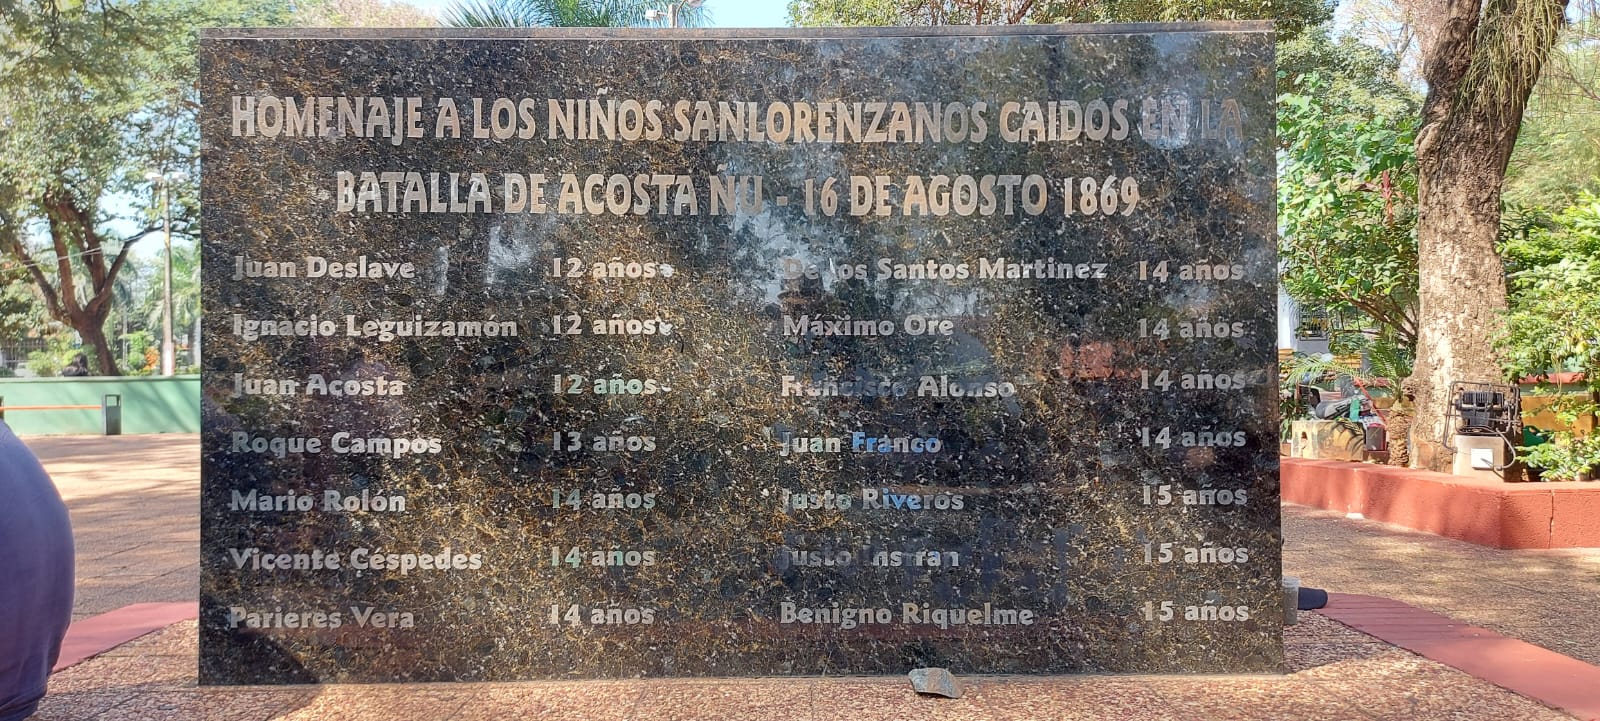 HOMENAJE A LOS NIÑOS SANLORENZANOS CAIDOS EN LA
BATALLA DE ACOSTA ÑU - 16 DE AGOSTO 1869
Juan Deslave 12 años
Ignacio Leguizamón 12 años
Juan Acosta 12 años
Roque Campos 13 años
Mario Rolón 14 años
Vicente Céspedes 14 años
Parieres Vera 14 años
De los Santos Martinez 14 años
Máximo Ore 14 años
Francisco Alonso 14 años
Juan Franco 14 años
Justo Riveros 15 años
Justo 15 años
Benigno Riquelme 15 años